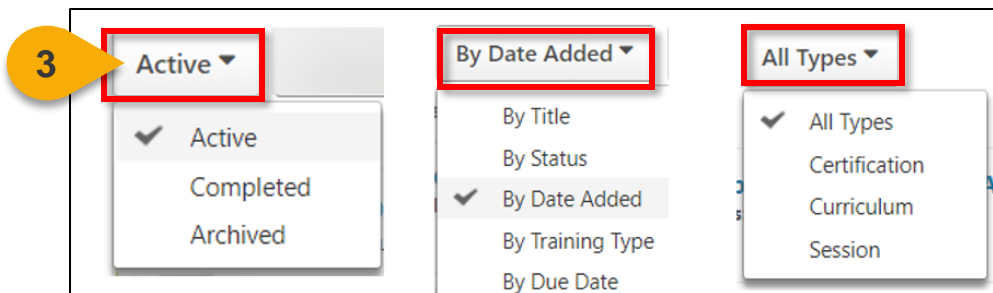 3
Active
Active
Completed
Archived
By Date Added
By Title
By Status
By Date Added
By Training Type
By Due Date
All Types
All Types
Certification
Curriculum
Session